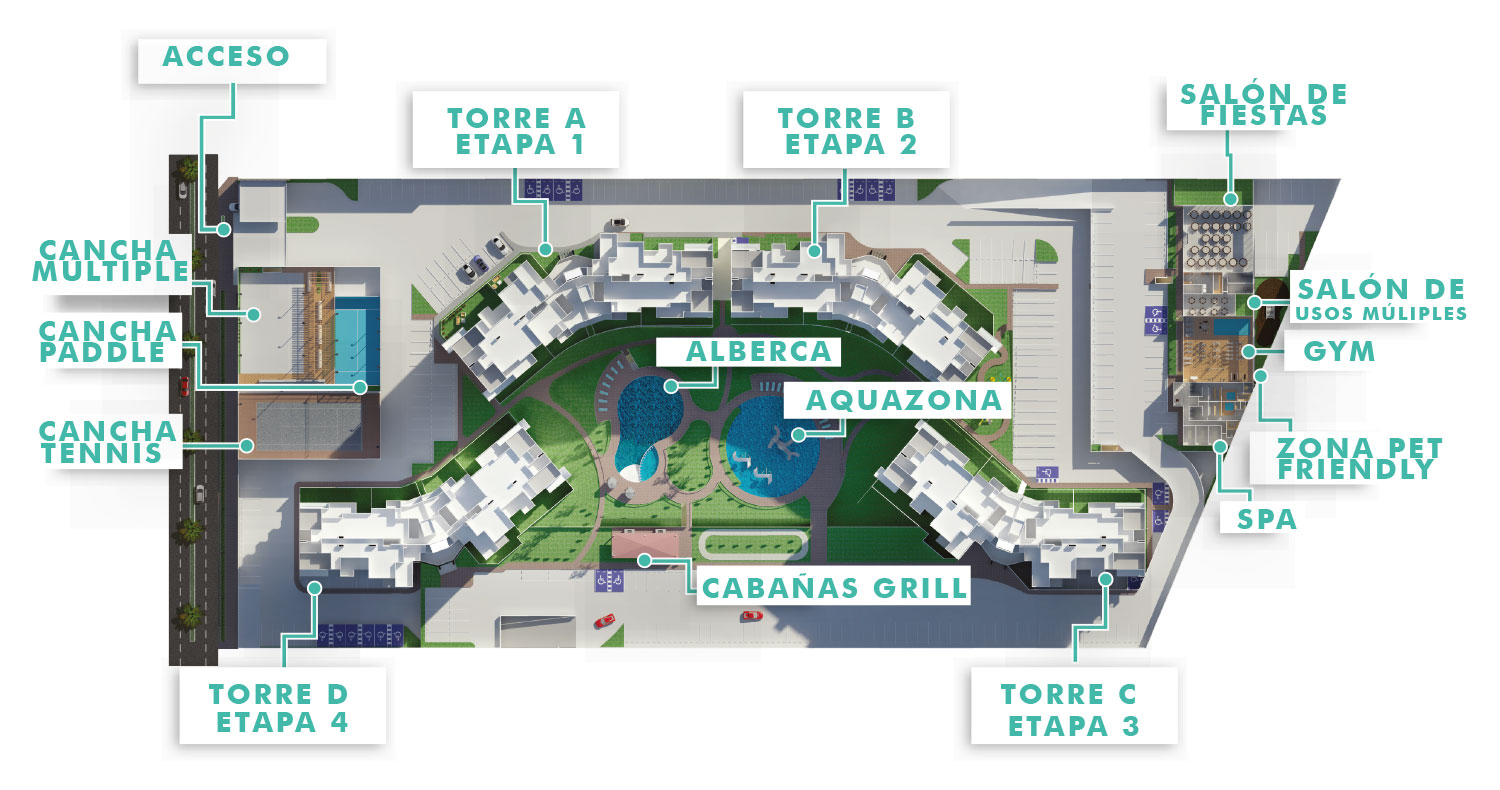 ACCESO
TORRE A
ETAPA 1
TORRE B
ETAPA 2
SALÓN DE
FIESTAS
CANCHA
MULTIPLE
CANCHA
PADDLE
CANCHA
TENNIS
ALBERCA
AQUAZONA
SALÓN DE
USOS MÚLIPLES
GYM
ZONA PET
FRIENDLY
SPA
CABAÑAS GRILL
TORRE D
ETAPA 4
TORRE C
ETAPA 3